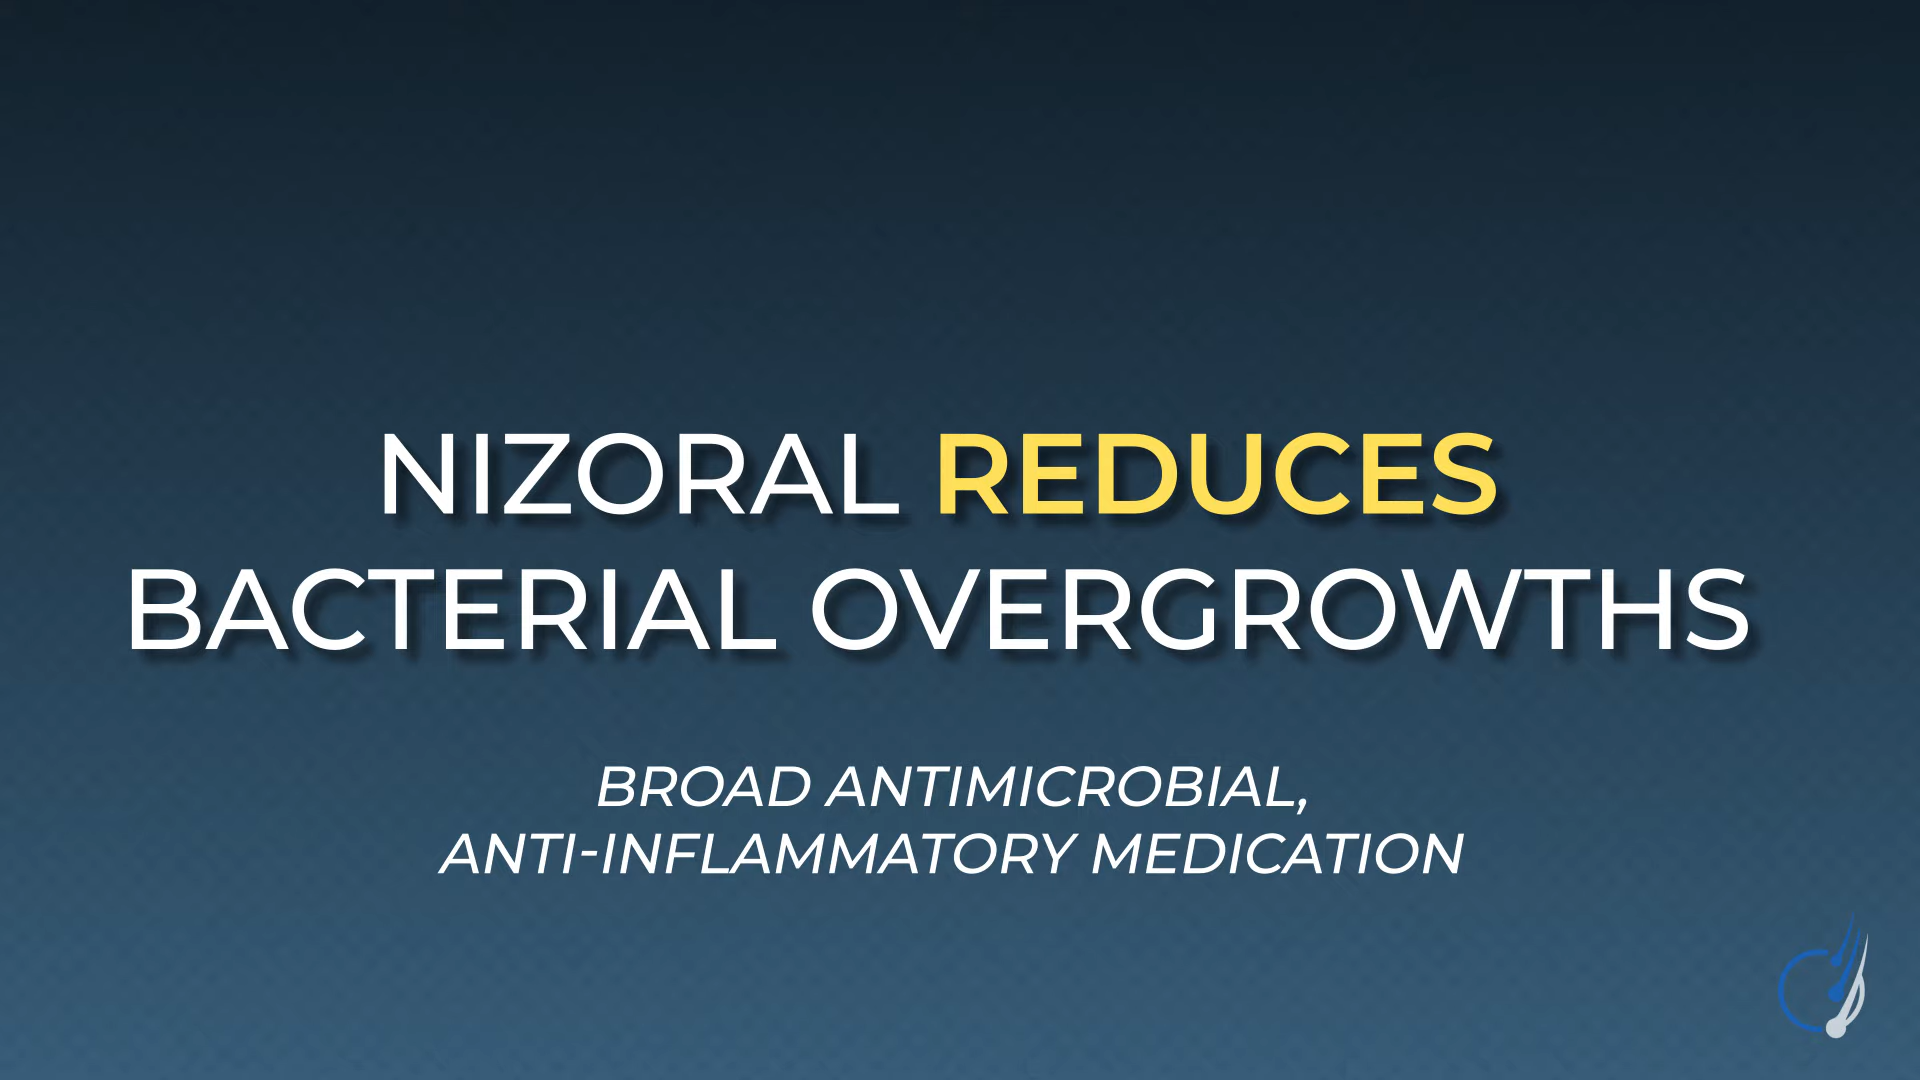 NIZORAL REDUCES
BACTERIAL OVERGROWTHS
BROAD ANTIMICROBIAL,
ANTI-INFLAMMATORY MEDICATION